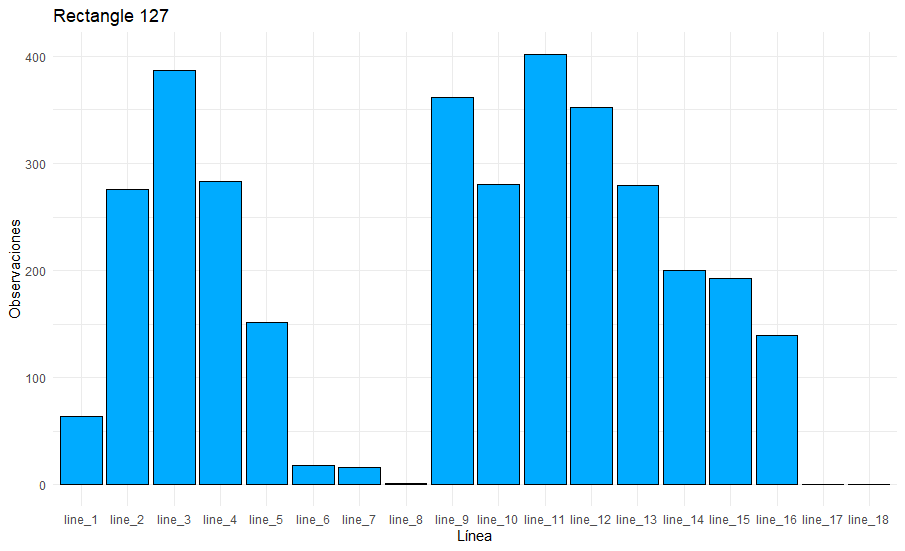 Rectangle 127
Observaciones
400
300
200
100
0
line_1 line_2 line_3 line_4 line_5 line_6 line_7 line_8 line_9 line_10 line_11 line_12 line_13 line_14 line_15 line_16 line_17 line_18
Línea